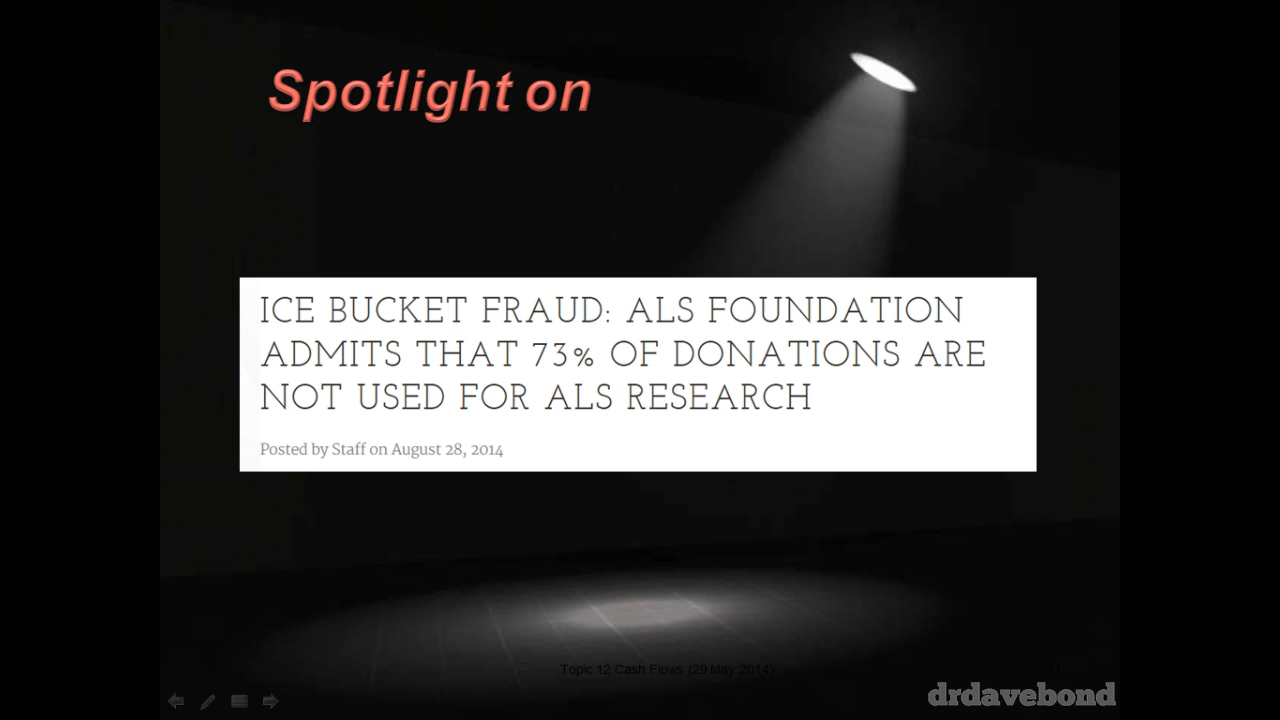 Spotlight on
ICE BUCKET FRAUD: ALS FOUNDATION
ADMITS THAT 73% OF DONATIONS ARE
NOT USED FOR ALS RESEARCH
Posted by Staff on August 28, 2014
Topic 12 Cash Flows (29 May 2014)
drdavebond